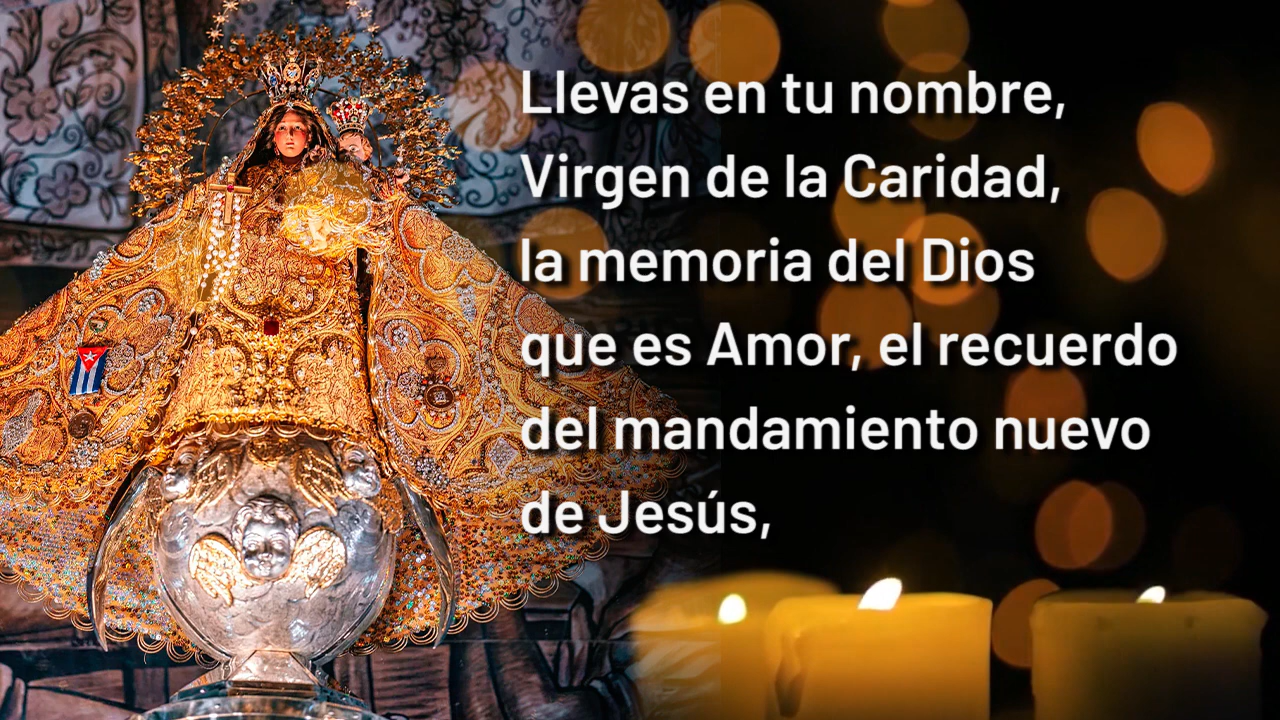 Llevas en tu nombre,
Virgen de la Caridad,
la memoria del Dios
que es Amor, el recuerdo
del mandamiento nuevo
de Jesús,